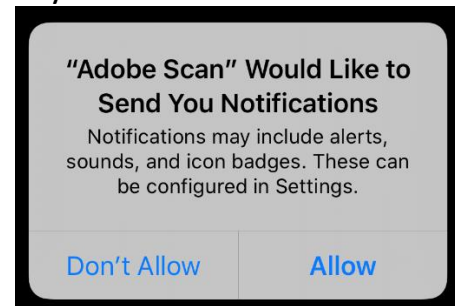 “Adobe Scan” Would Like to
Send You Notifications
Notifications may include alerts,
sounds, and icon badges. These can
be configured in Settings.
Don’t Allow
Allow